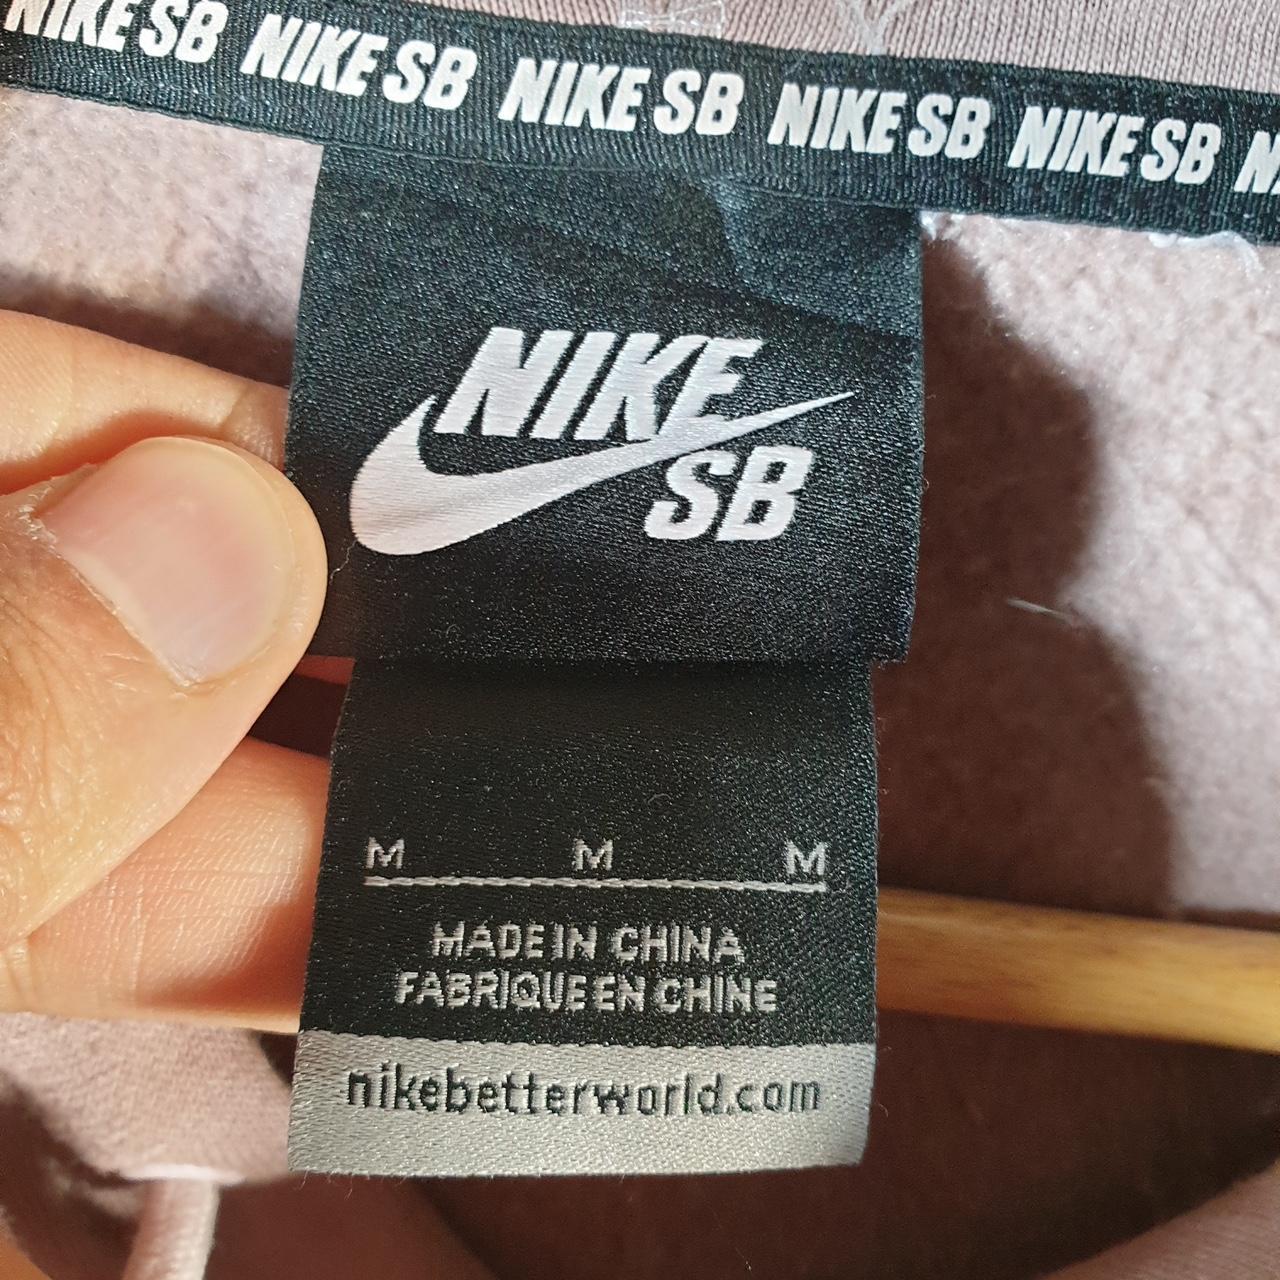 NIKE SB NIKE SB NIKE SB NIKE SB NIKE SB
NIKE
SB
M M M
MADE IN CHINA
FABRIQUE EN CHINE
nikebetterworld.com